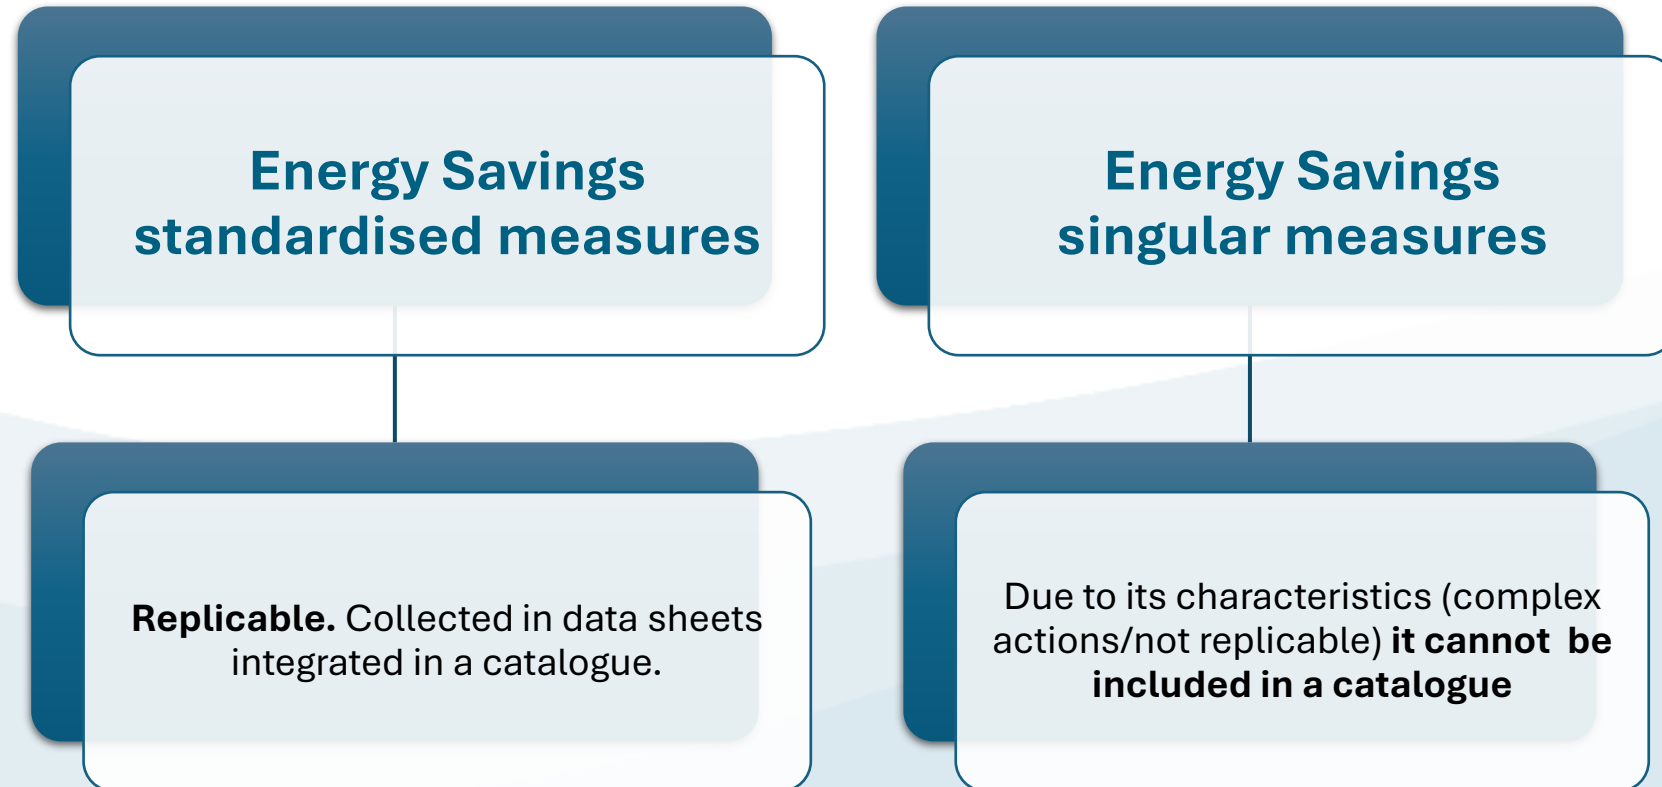 Energy Savings
standardised measures
Replicable. Collected in data sheets
integrated in a catalogue.
Energy Savings
singular measures
Due to its characteristics (complex
actions/not replicable) it cannot  be
included in a catalogue